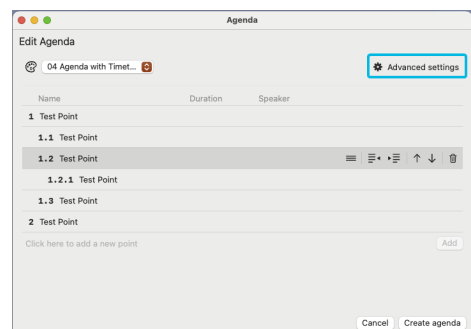 Agenda
Edit Agenda
04 Agenda with Timet...
Advanced settings
Name Duration Speaker
1 Test Point
1.1 Test Point
1.2 Test Point
1.2.1 Test Point
1.3 Test Point
2 Test Point
Click here to add a new point Add
Cancel Create agenda